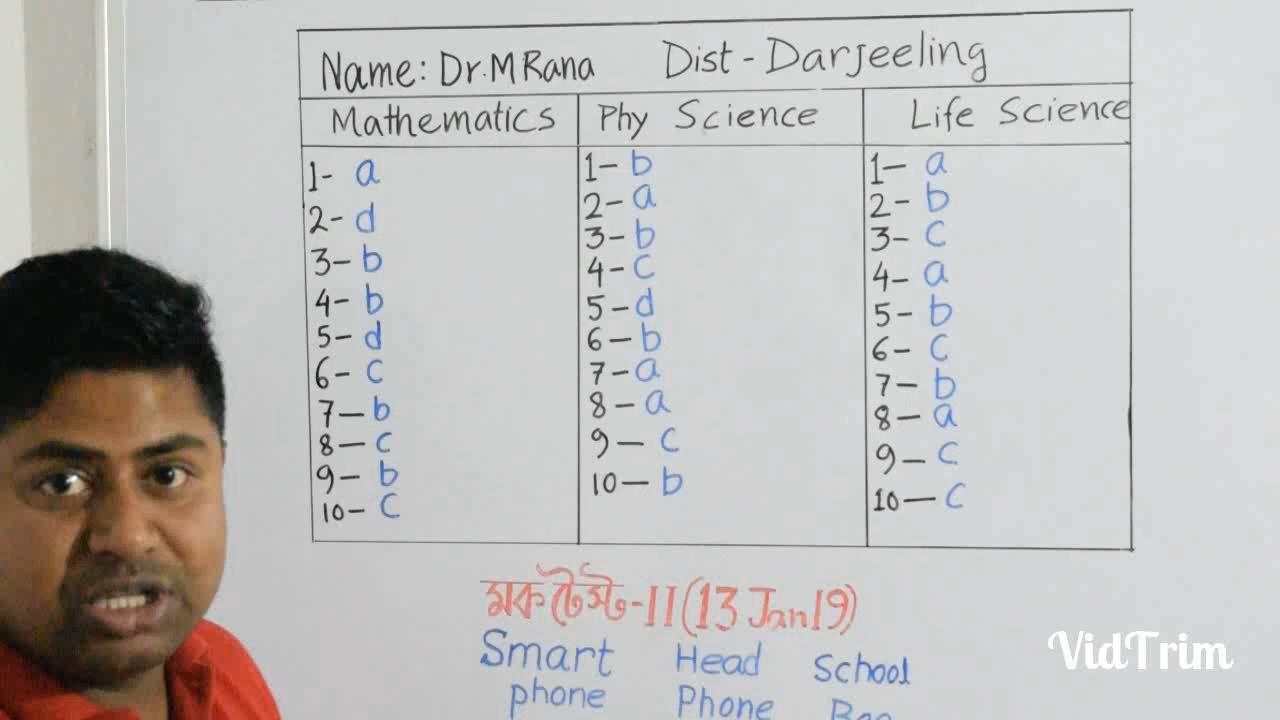 Name: Dr. M Rana Dist - Darjeeling
Mathematics Phy Science Life Science
1- a 1- b 1- a
2- d 2- a 2- b
3- b 3- b 3- c
4- b 4- c 4- a
5- d 5- d 5- b
6- c 6- b 6- c
7- b 7- a 7- b
8- c 8- a 8- a
9- b 9- c 9- c
10- c 10- b 10- c
মক টেস্ট-11 (13 Jan 19)
Smart Head School
phone Phone Bag
VidTrim